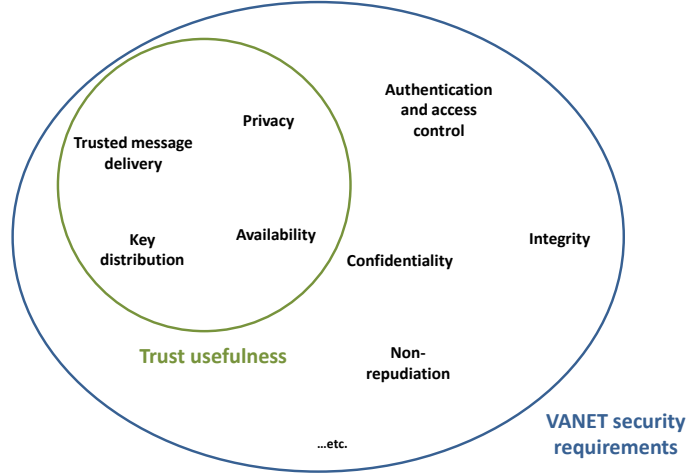 Authentication
and access
control
Privacy
Trusted message
delivery
Key
distribution
Availability
Integrity
Confidentiality
Trust usefulness
Non-
repudiation
VANET security
requirements
...etc.